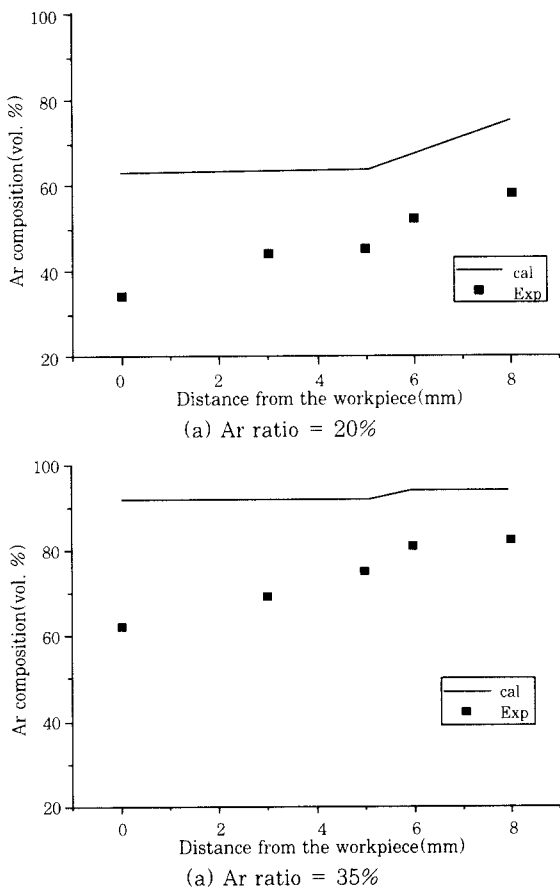 100
80
60
40
20
Ar composition(vol. %)
cal
Exp
0 2 4 6 8
Distance from the workpiece(mm)
(a) Ar ratio = 20%
100
80
60
40
20
Ar composition(vol. %)
cal
Exp
0 2 4 6 8
Distance from the workpiece(mm)
(a) Ar ratio = 35%